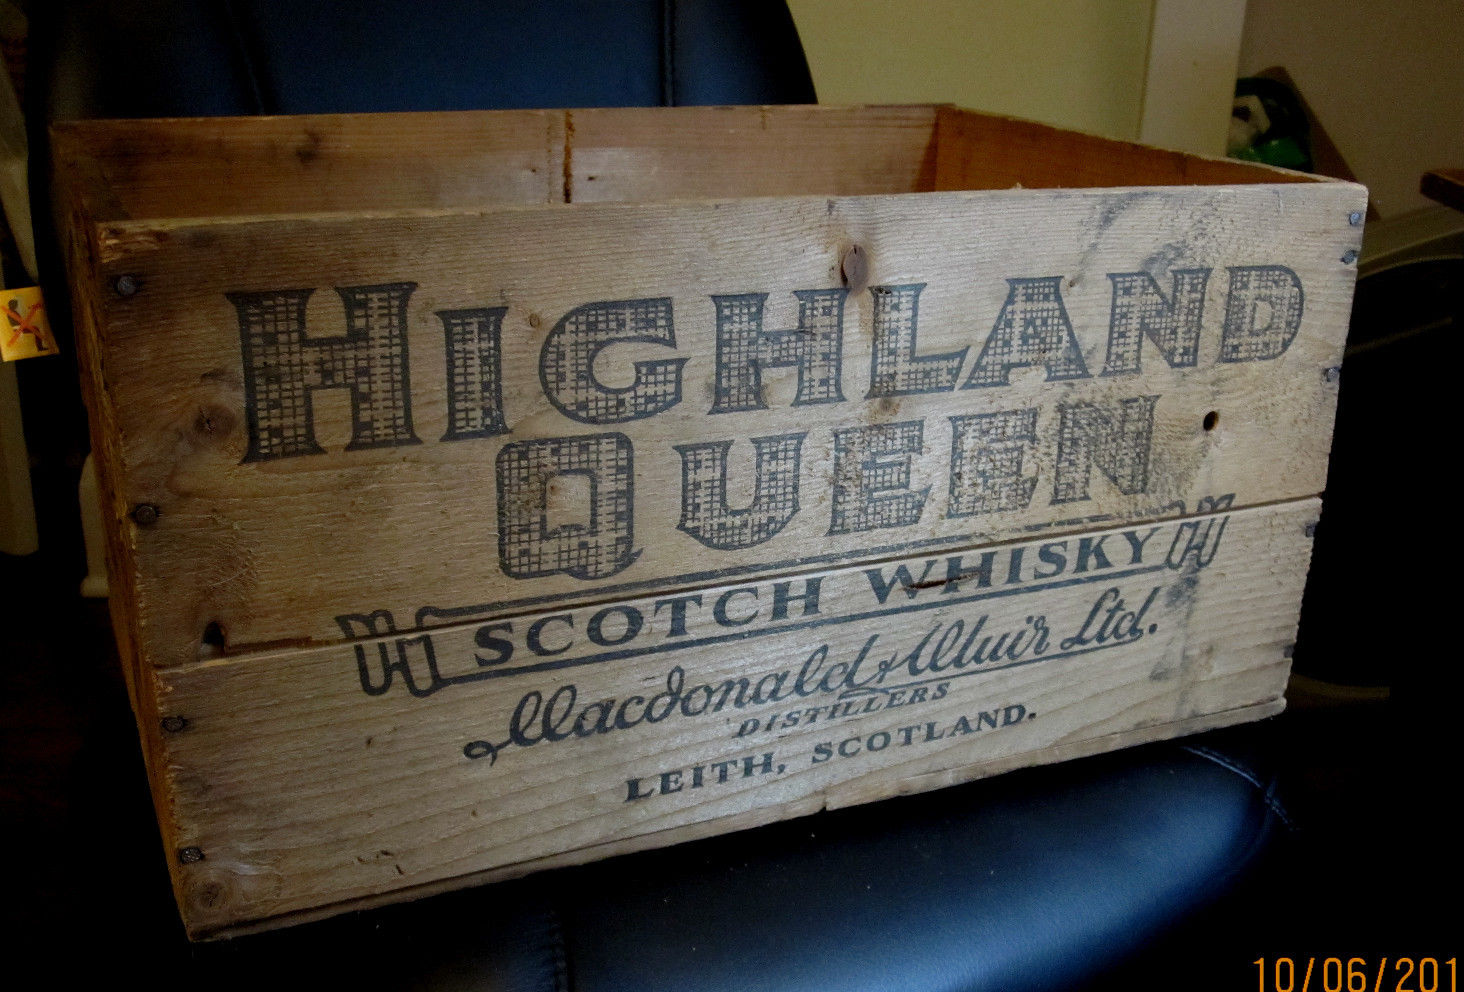 HIGHLAND
QUEEN
SCOTCH WHISKY
Macdonald & Muir Ltd.
DISTILLERS
LEITH, SCOTLAND.
10/06/201